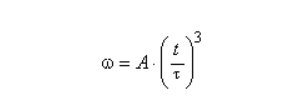 ω = A · (t/τ)³